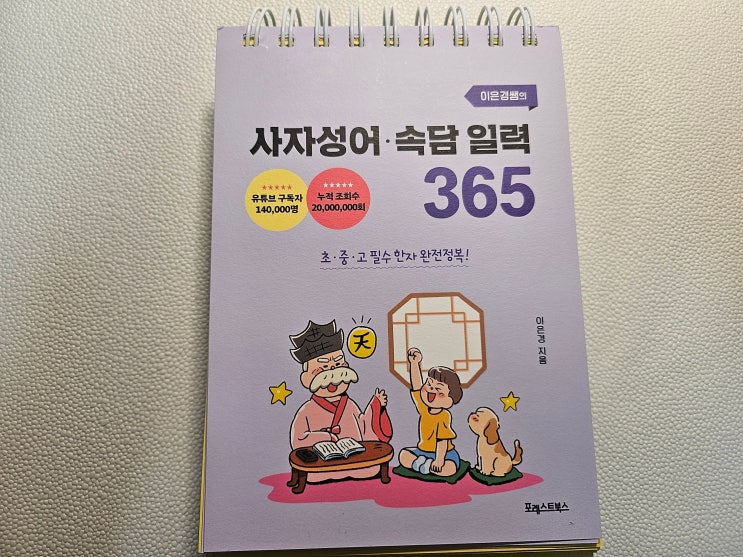 이은경쌤의
사자성어·속담 일력
365
★★★★★
유튜브 구독자
140,000명
★★★★★
누적 조회수
20,000,000회
초·중·고 필수 한자 완전정복!
天
이은경 지음
포레스트북스